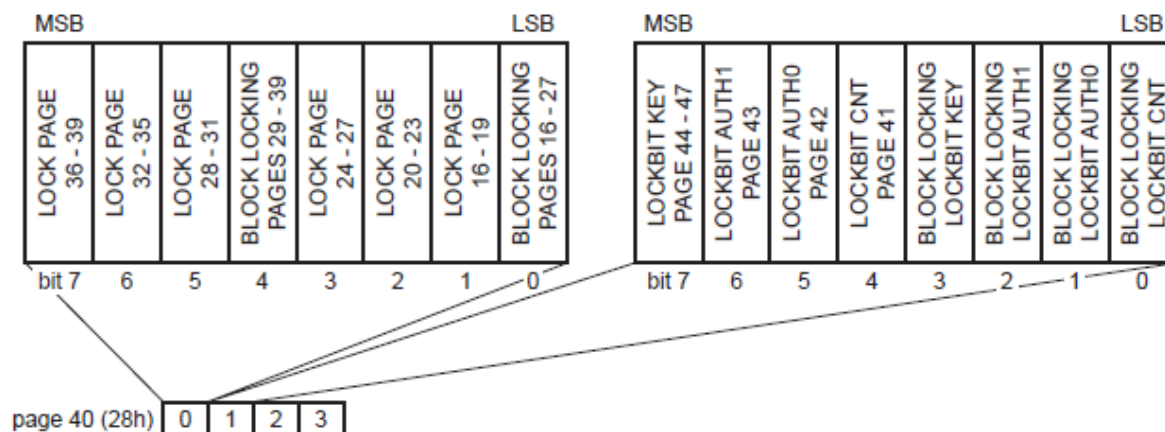 MSB LSB MSB LSB
LOCK PAGE
36 - 39
LOCK PAGE
32 - 35
LOCK PAGE
28 - 31
BLOCK LOCKING
PAGES 29 - 39
LOCK PAGE
24 - 27
LOCK PAGE
20 - 23
LOCK PAGE
16 - 19
BLOCK LOCKING
PAGES 16 - 27
LOCKBIT KEY
PAGE 44 - 47
LOCKBIT AUTH1
PAGE 43
LOCKBIT AUTH0
PAGE 42
LOCKBIT CNT
PAGE 41
BLOCK LOCKING
LOCKBIT KEY
BLOCK LOCKING
LOCKBIT AUTH1
BLOCK LOCKING
LOCKBIT AUTH0
BLOCK LOCKING
LOCKBIT CNT
bit 7 6 5 4 3 2 1 0 bit 7 6 5 4 3 2 1 0
page 40 (28h) 0 1 2 3